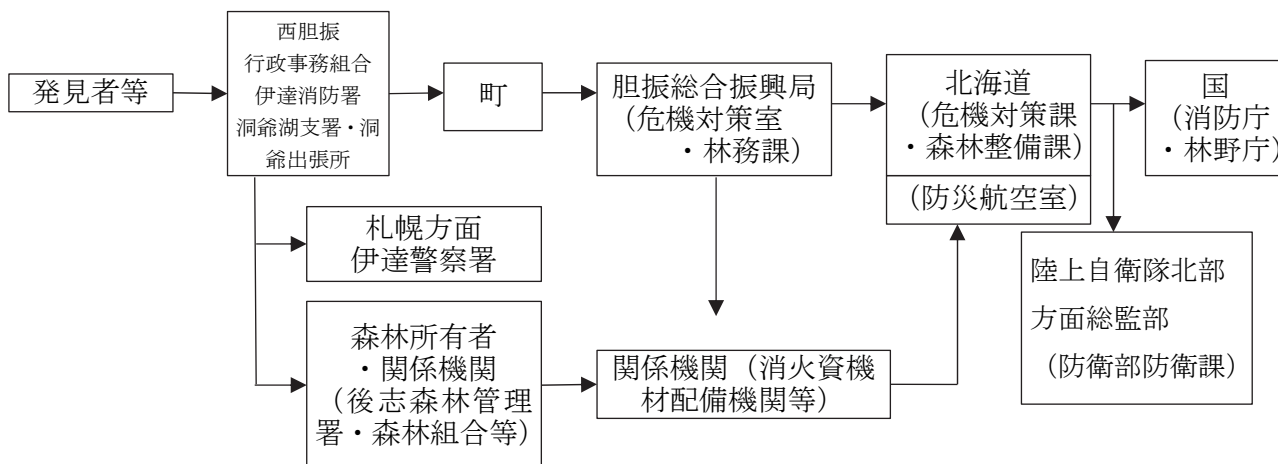 発見者等
西胆振
行政事務組合
伊達消防署
洞爺湖支署・洞
爺出張所
町
胆振総合振興局
（危機対策室
・林務課）
北海道
（危機対策課
・森林整備課）
（防災航空室）
国
（消防庁
・林野庁）
札幌方面
伊達警察署
陸上自衛隊北部
方面総監部
（防衛部防衛課）
森林所有者
・関係機関
（後志森林管理
署・森林組合等）
関係機関（消火資機
材配備機関等）